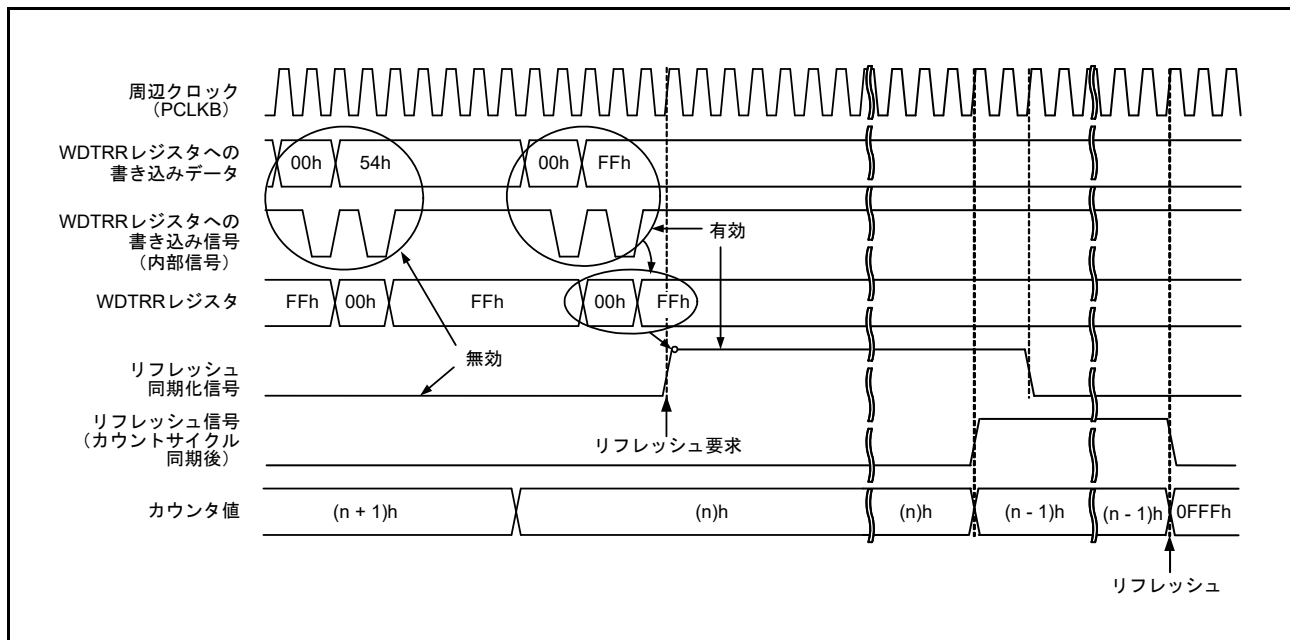 周辺クロック
(PCLKB)
WDTRRレジスタへの
書き込みデータ
00h
54h
00h
FFh
WDTRRレジスタへの
書き込み信号
(内部信号)
有効
WDTRRレジスタ
FFh
00h
FFh
00h
FFh
無効
リフレッシュ
同期化信号
リフレッシュ要求
リフレッシュ信号
(カウントサイクル
同期後)
カウンタ値
(n + 1)h
(n)h
(n)h
(n - 1)h
(n - 1)h
0FFFh
リフレッシュ